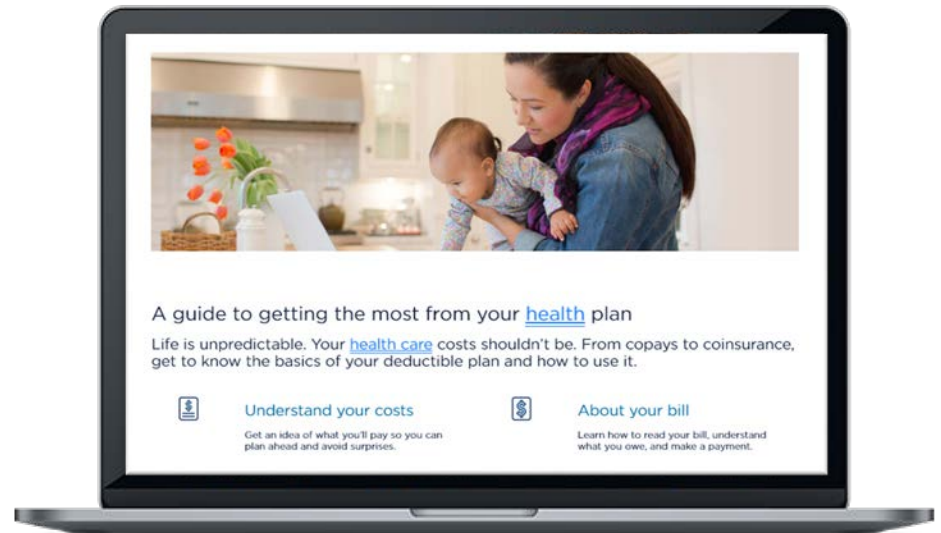 A guide to getting the most from your health plan
Life is unpredictable. Your health care costs shouldn't be. From copays to coinsurance,
get to know the basics of your deductible plan and how to use it.
Understand your costs
Get an idea of what you'll pay so you can
plan ahead and avoid surprises.
About your bill
Learn how to read your bill, understand
what you owe, and make a payment.